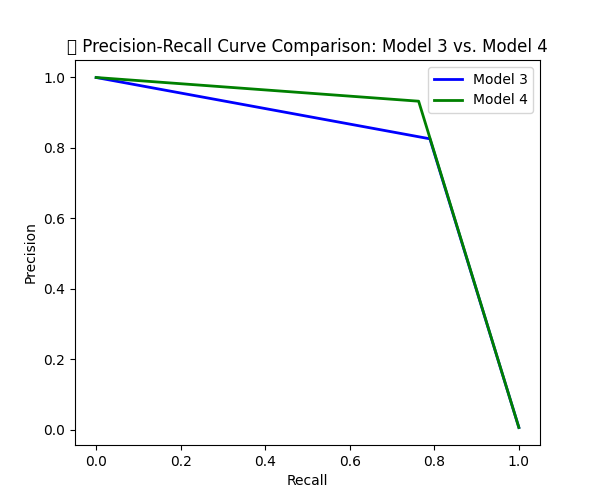 Precision-Recall Curve Comparison: Model 3 vs. Model 4
Model 3
Model 4
Precision
1.0
0.8
0.6
0.4
0.2
0.0
0.0 0.2 0.4 0.6 0.8 1.0
Recall